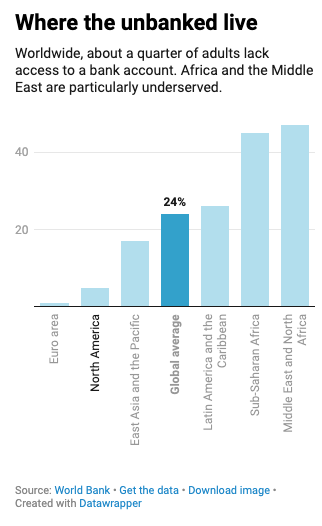 Where the unbanked live
Worldwide, about a quarter of adults lack
access to a bank account. Africa and the Middle
East are particularly underserved.
40
20
24%
Euro area
North America
East Asia and the Pacific
Global average
Latin America and the
Caribbean
Sub-Saharan Africa
Middle East and North
Africa
Source: World Bank • Get the data • Download image •
Created with Datawrapper